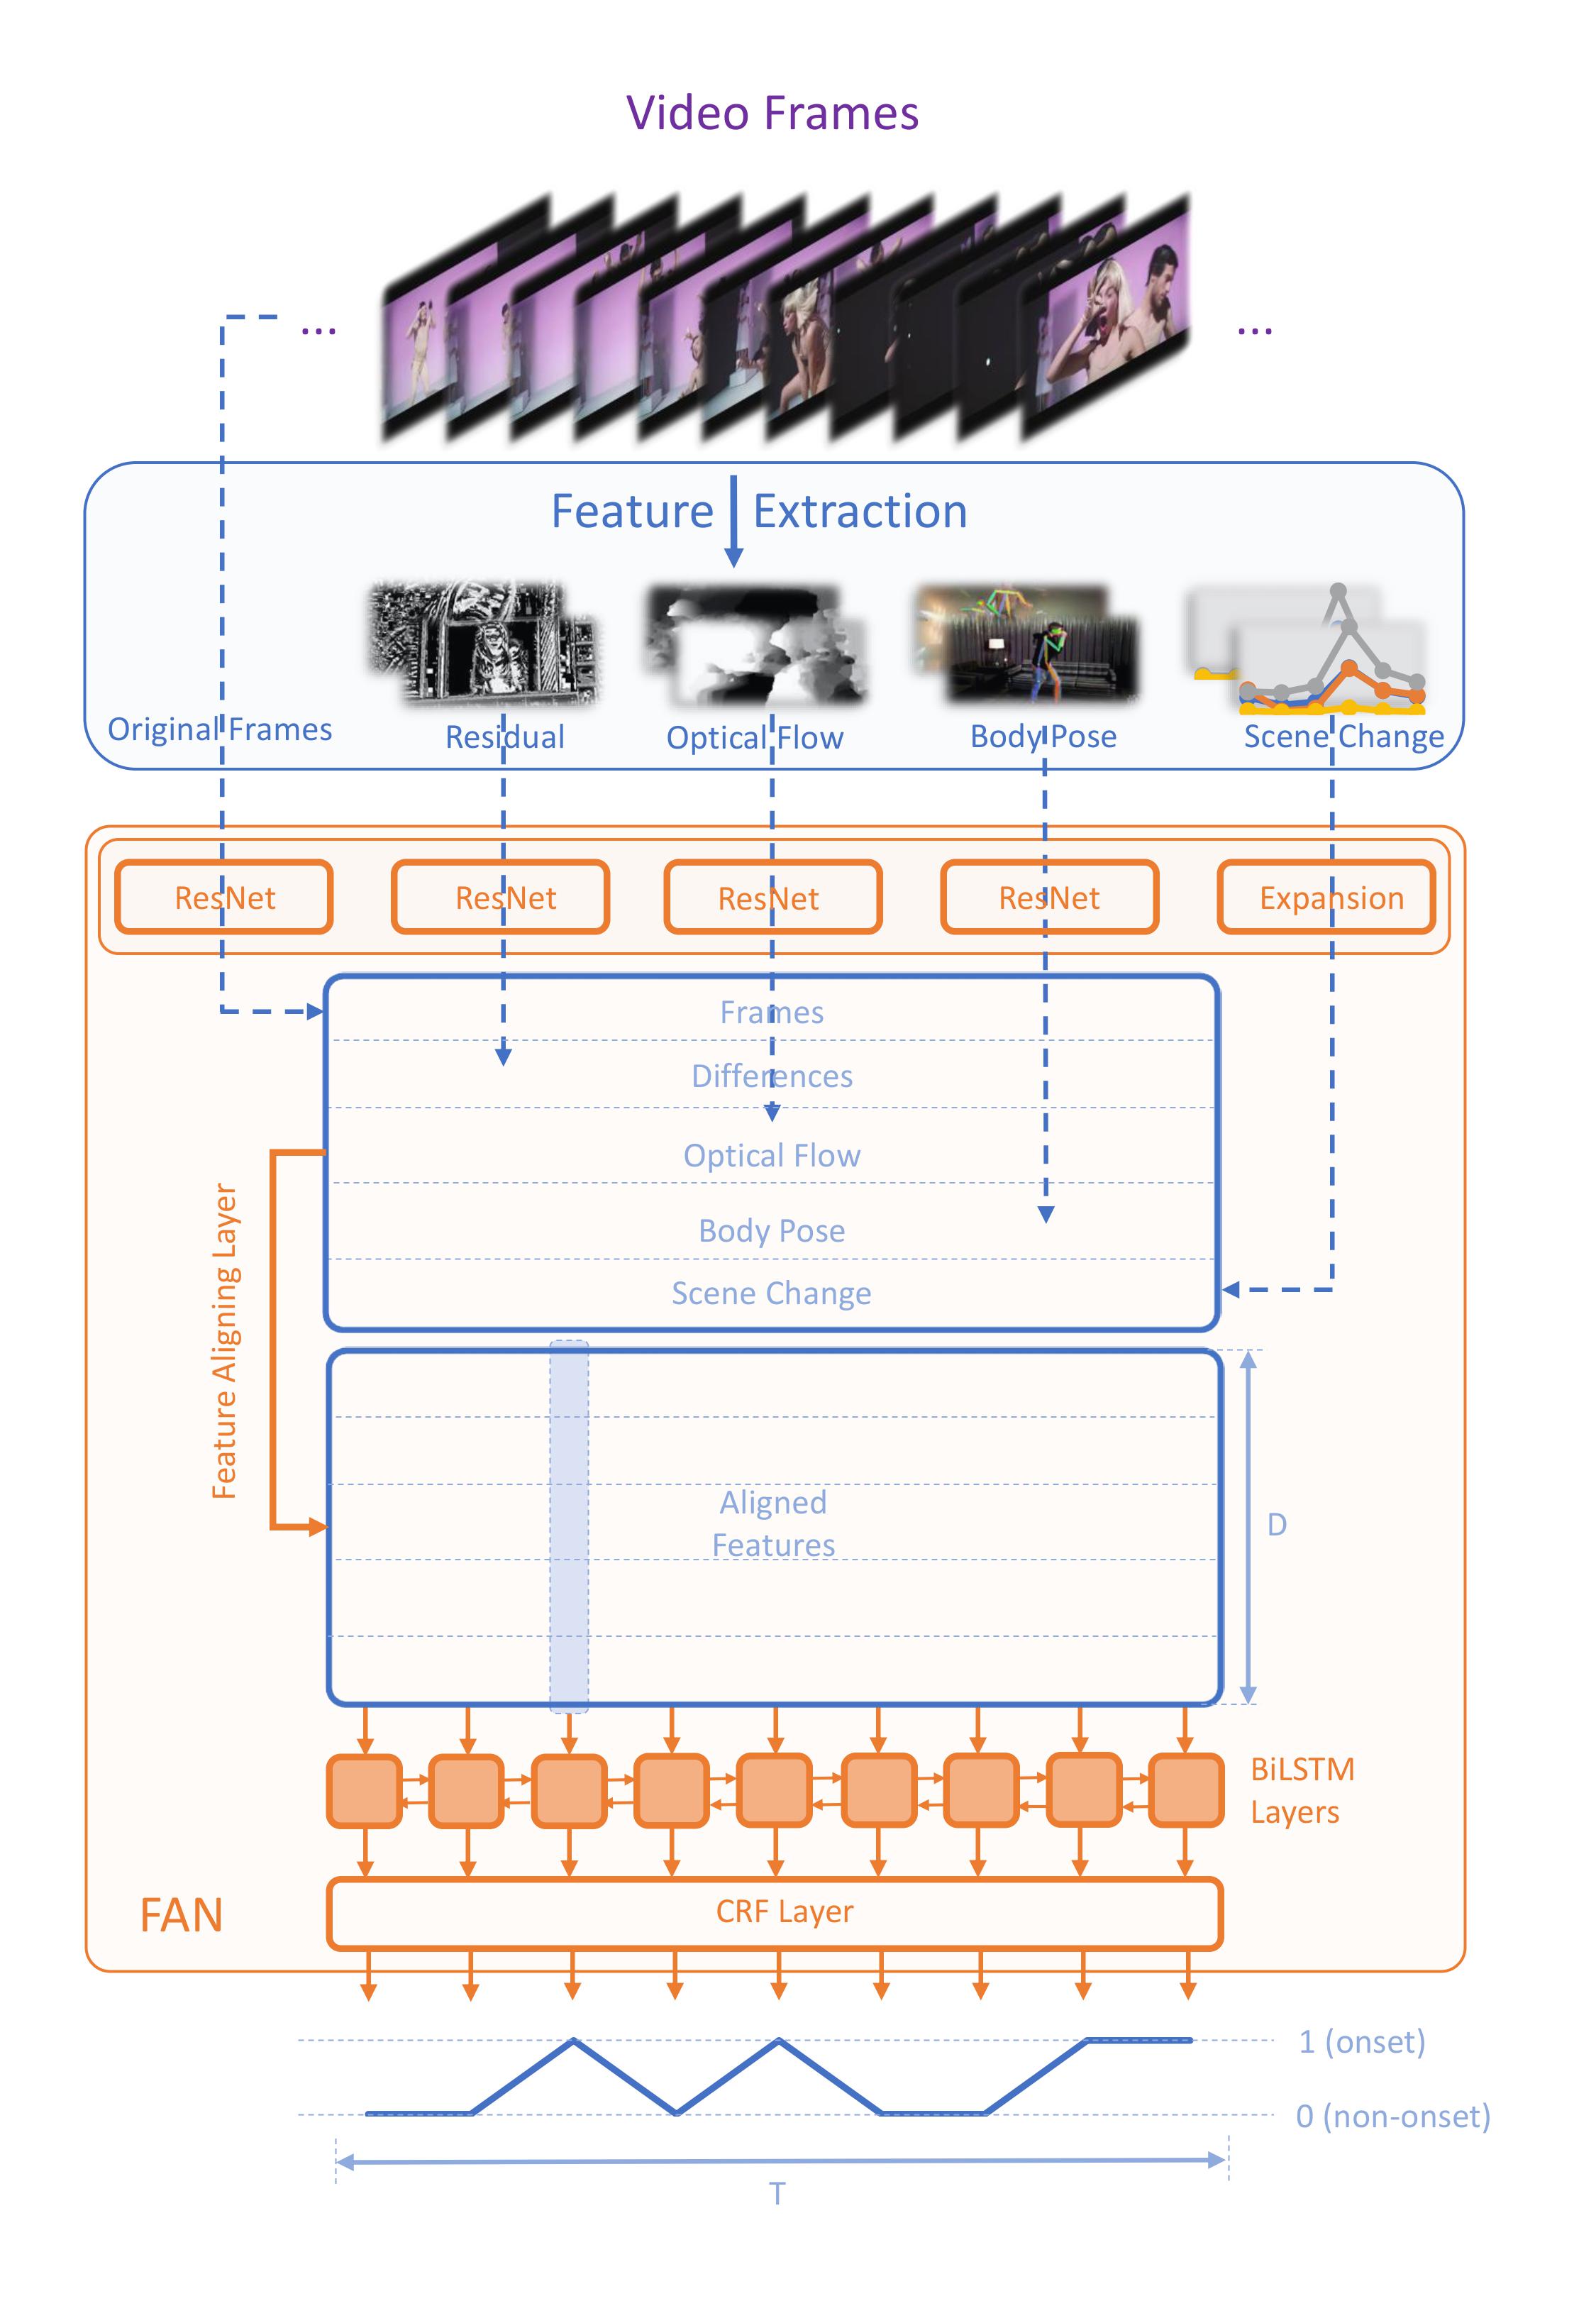 Video Frames
... ...
Feature Extraction
Original Frames Residual Optical Flow Body Pose Scene Change
ResNet ResNet ResNet ResNet Expansion
Frames
Differences
Optical Flow
Body Pose
Scene Change
Feature Aligning Layer
Aligned
Features
D
BiLSTM
Layers
CRF Layer
FAN
1 (onset)
0 (non-onset)
T